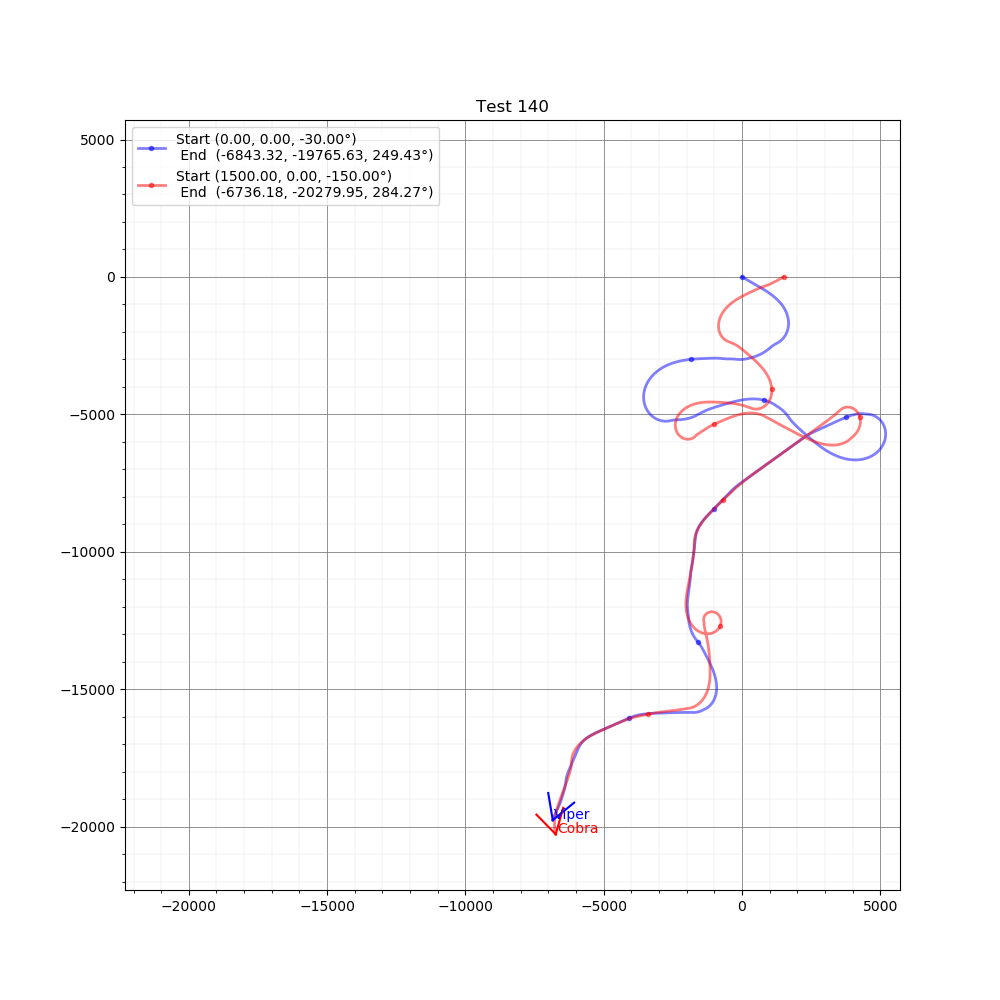 Test 140
Start (0.00, 0.00, -30.00°)
End (-6843.32, -19765.63, 249.43°)
Start (1500.00, 0.00, -150.00°)
End (-6736.18, -20279.95, 284.27°)
5000
0
−5000
−10000
−15000
−20000
Viper
Cobra
−20000 −15000 −10000 −5000 0 5000